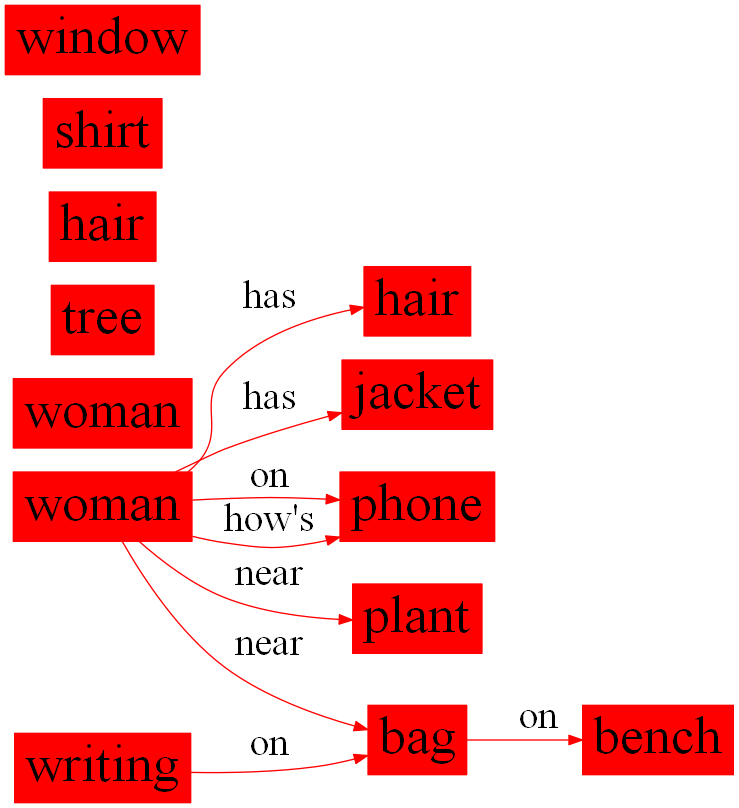 window
shirt
hair
tree
woman
woman
writing
has
has
on
how's
near
near
on
hair
jacket
phone
plant
bag
on
bench